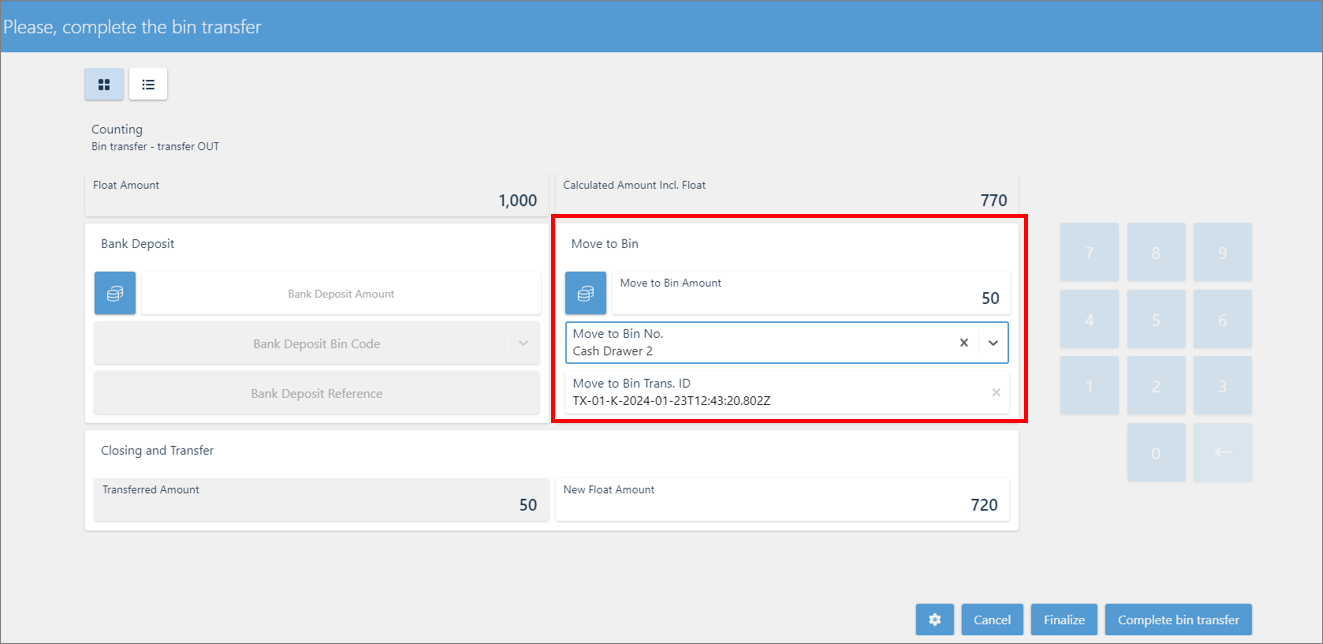 Please, complete the bin transfer
Counting
Bin transfer - transfer OUT
Float Amount
1,000
Calculated Amount Incl. Float
770
Bank Deposit
Bank Deposit Amount
Bank Deposit Bin Code
Bank Deposit Reference
Move to Bin
Move to Bin Amount
50
Move to Bin No.
Cash Drawer 2
Move to Bin Trans. ID
TX-01-K-2024-01-23T12:43:20.802Z
Closing and Transfer
Transferred Amount
50
New Float Amount
720
7 8 9
4 5 6
1 2 3
0
Cancel
Finalize
Complete bin transfer